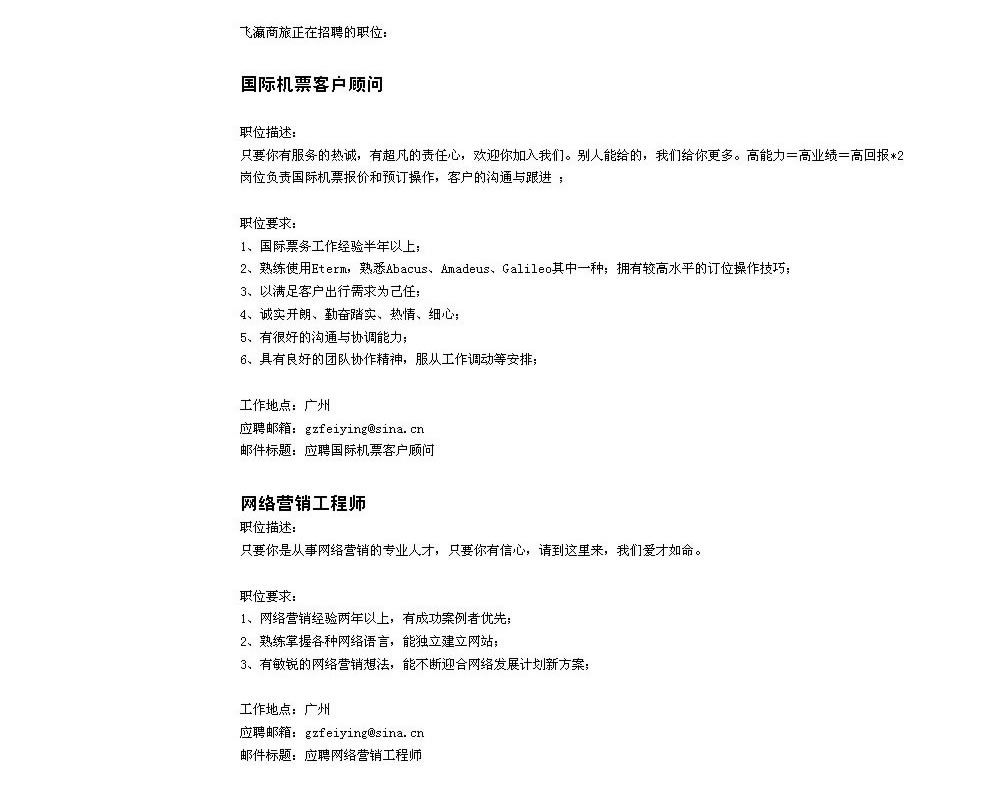 飞瀛商旅正在招聘的职位：
国际机票客户顾问
职位描述：
只要你有服务的热诚，有超凡的责任心，欢迎你加入我们。别人能给的，我们给你更多。高能力＝高业绩＝高回报*2
岗位负责国际机票报价和预订操作，客户的沟通与跟进 ；
职位要求：
1、国际票务工作经验半年以上；
2、熟练使用Eterm，熟悉Abacus、Amadeus、Galileo其中一种；拥有较高水平的订位操作技巧；
3、以满足客户出行需求为己任；
4、诚实开朗、勤奋踏实、热情、细心；
5、有很好的沟通与协调能力；
6、具有良好的团队协作精神，服从工作调动等安排；
工作地点：广州
应聘邮箱：gzfeiying@sina.cn
邮件标题：应聘国际机票客户顾问
网络营销工程师
职位描述：
只要你是从事网络营销的专业人才，只要你有信心，请到这里来，我们爱才如命。
职位要求：
1、网络营销经验两年以上，有成功案例者优先；
2、熟练掌握各种网络语言，能独立建立网站；
3、有敏锐的网络营销想法，能不断迎合网络发展计划新方案；
工作地点：广州
应聘邮箱：gzfeiying@sina.cn
邮件标题：应聘网络营销工程师